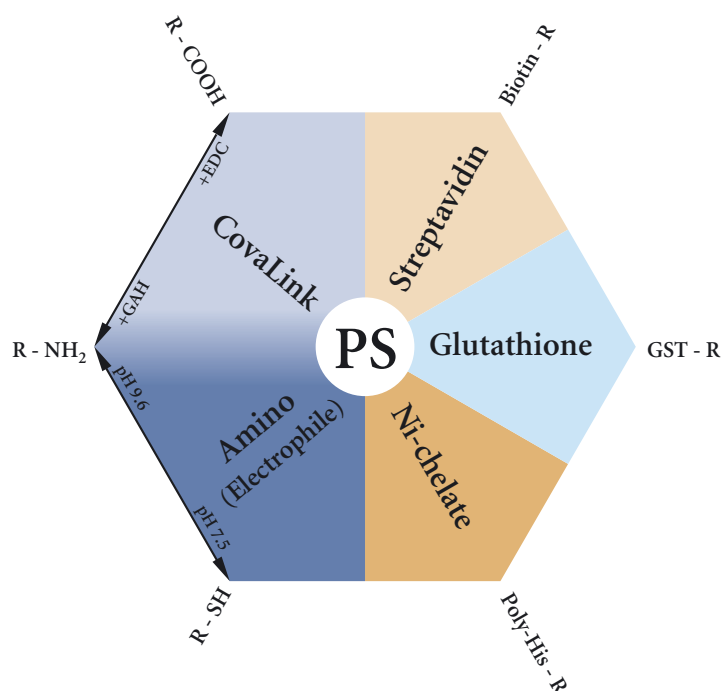 R - COOH
Biotin - R
+EDC
CovaLink
Streptavidin
+GAH
R - NH₂
PS
Glutathione
GST - R
pH 9.6
Amino
(Electrophile)
Ni-chelate
pH 7.5
R - SH
Poly-His - R